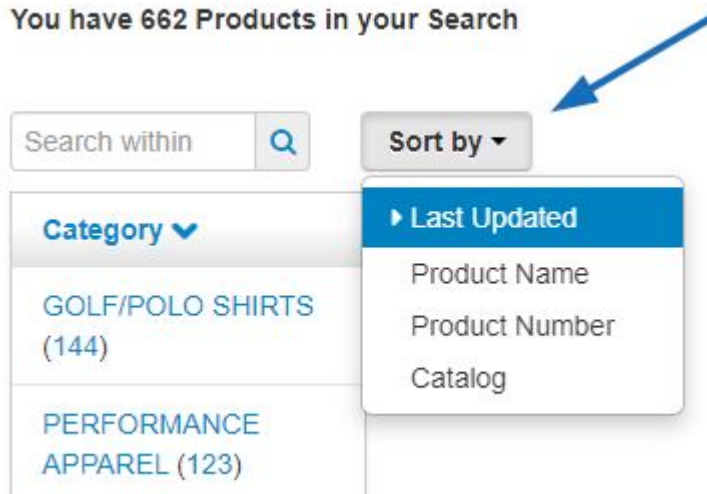 You have 662 Products in your Search
Search within
Sort by
Last Updated
Product Name
Product Number
Catalog
Category
GOLF/POLO SHIRTS
(144)
PERFORMANCE
APPAREL (123)